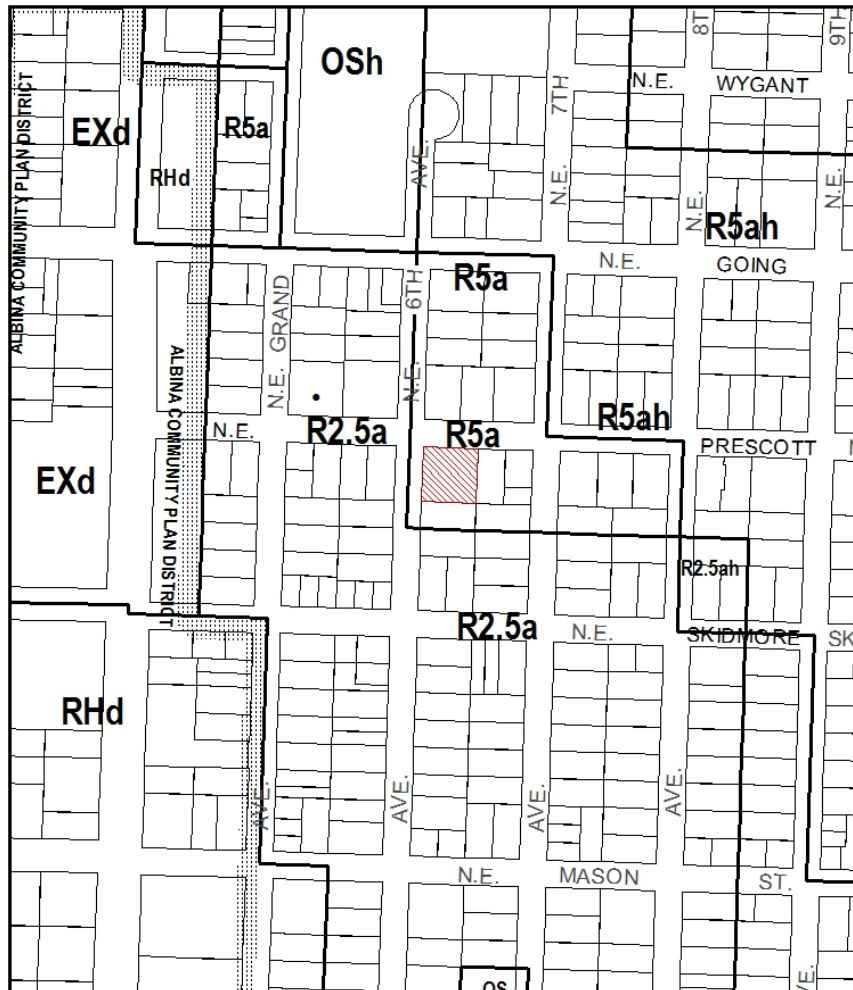 8T
9TH
OSh
N.E.
WYGANT
7TH
EXd
R5a
RHd
AVE.
N.E.
N.E.
N.E.
ALBINA COMMUNITY PLAN DISTRICT
R5ah
N.E.
GOING
R5a
6TH
GRAND
N.E.
N.E.
ALBINA COMMUNITY PLAN DISTRICT
N.E.
R2.5a
R5a
R5ah
PRESCOTT
N
EXd
R2.5ah
R2.5a
N.E.
SKIDMORE
SK
RHd
AVE.
AVE.
AVE.
AVE.
N.E.
MASON
ST.
VE.
OS